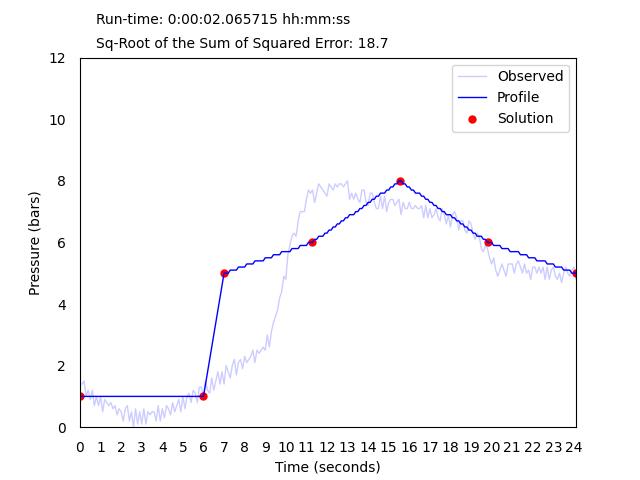 Run-time: 0:00:02.065715 hh:mm:ss
Sq-Root of the Sum of Squared Error: 18.7
12
10
8
6
4
2
0
Pressure (bars)
Observed
Profile
Solution
0 1 2 3 4 5 6 7 8 9 10 11 12 13 14 15 16 17 18 19 20 21 22 23 24
Time (seconds)